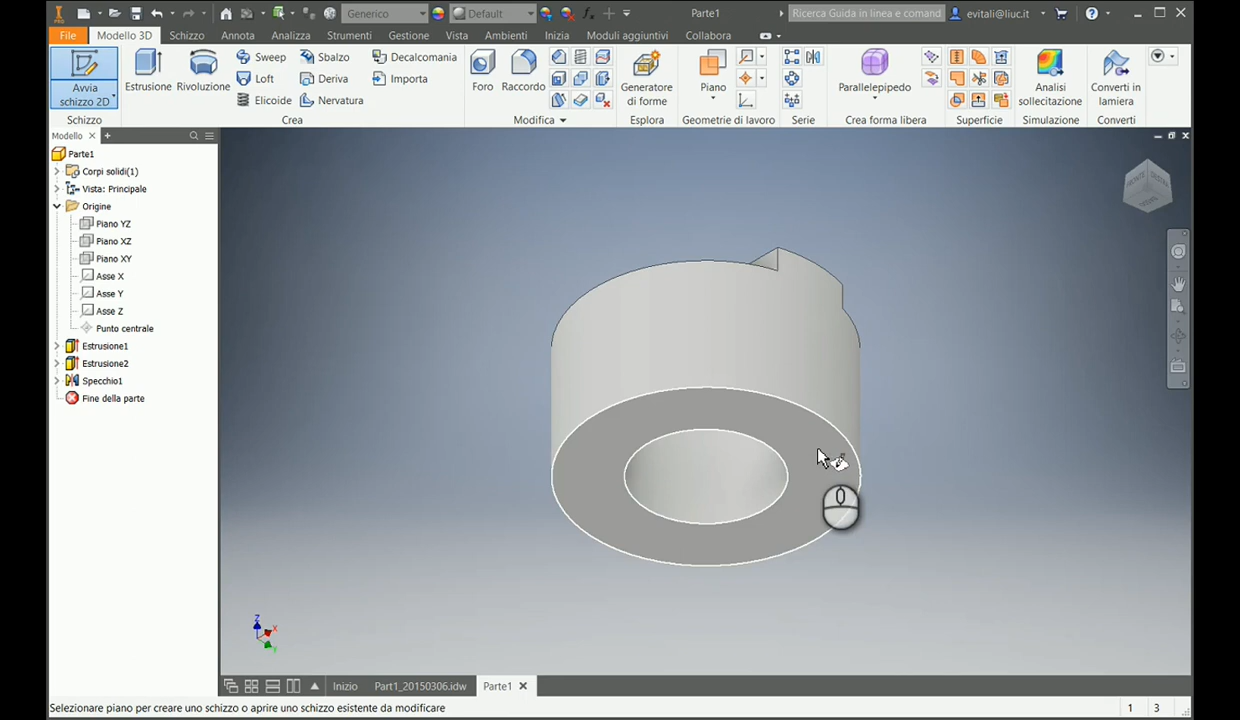 Generico
Default
Parte1
Ricerca Guida in linea e comand
evitali@liuc.it
PRO
File
Modello 3D
Schizzo
Annota
Analizza
Strumenti
Gestione
Vista
Ambienti
Inizia
Moduli aggiuntivi
Collabora
Avvia
schizzo 2D
Estrusione
Rivoluzione
Sweep
Loft
Elicoide
Sbalzo
Deriva
Nervatura
Decalcomania
Importa
Foro
Raccordo
Generatore
di forme
Piano
Parallelepipedo
Analisi
sollecitazione
Converti in
lamiera
Schizzo
Crea
Modifica
Esplora
Geometrie di lavoro
Serie
Crea forma libera
Superficie
Simulazione
Converti
Modello
Parte1
Corpi solidi(1)
Vista: Principale
Origine
Piano YZ
Piano XZ
Piano XY
Asse X
Asse Y
Asse Z
Punto centrale
Estrusione1
Estrusione2
Specchio1
Fine della parte
Z
X
Y
Inizio
Part1_20150306.idw
Parte1
Selezionare piano per creare uno schizzo o aprire uno schizzo esistente da modificare
1
3